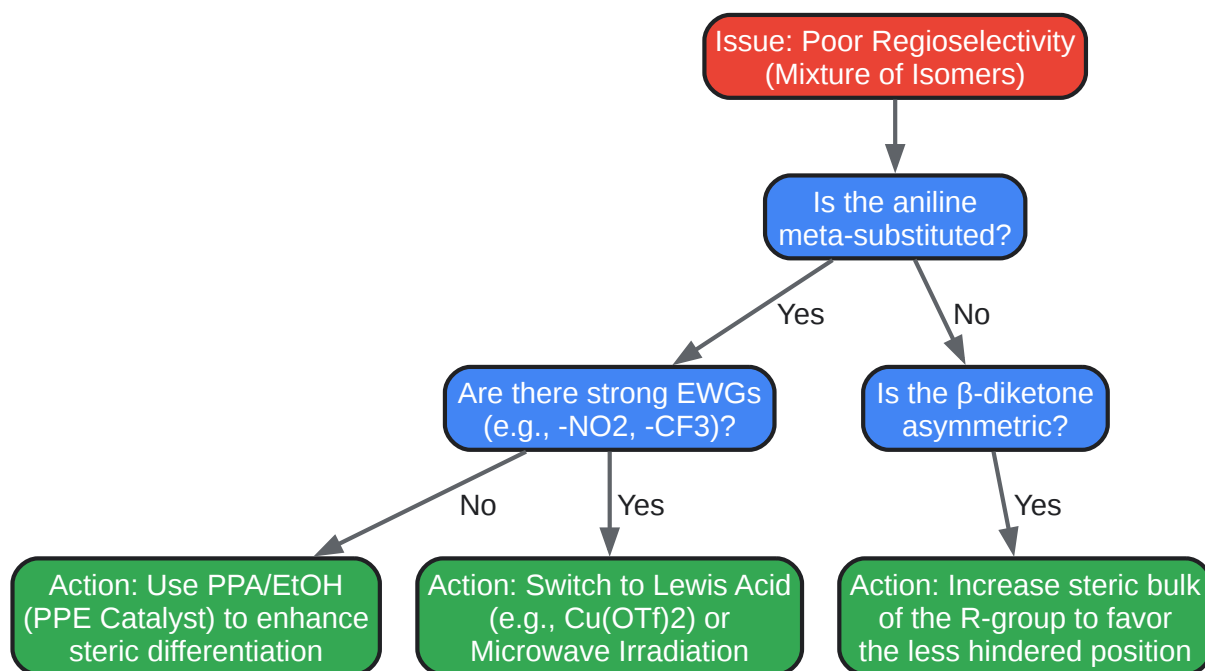 Issue: Poor Regioselectivity
(Mixture of Isomers)
Is the aniline
meta-substituted?
Yes
No
Are there strong EWGs
(e.g., -NO2, -CF3)?
Is the β-diketone
asymmetric?
No
Yes
Yes
Action: Use PPA/EtOH
(PPE Catalyst) to enhance
steric differentiation
Action: Switch to Lewis Acid
(e.g., Cu(OTf)2) or
Microwave Irradiation
Action: Increase steric bulk
of the R-group to favor
the less hindered position